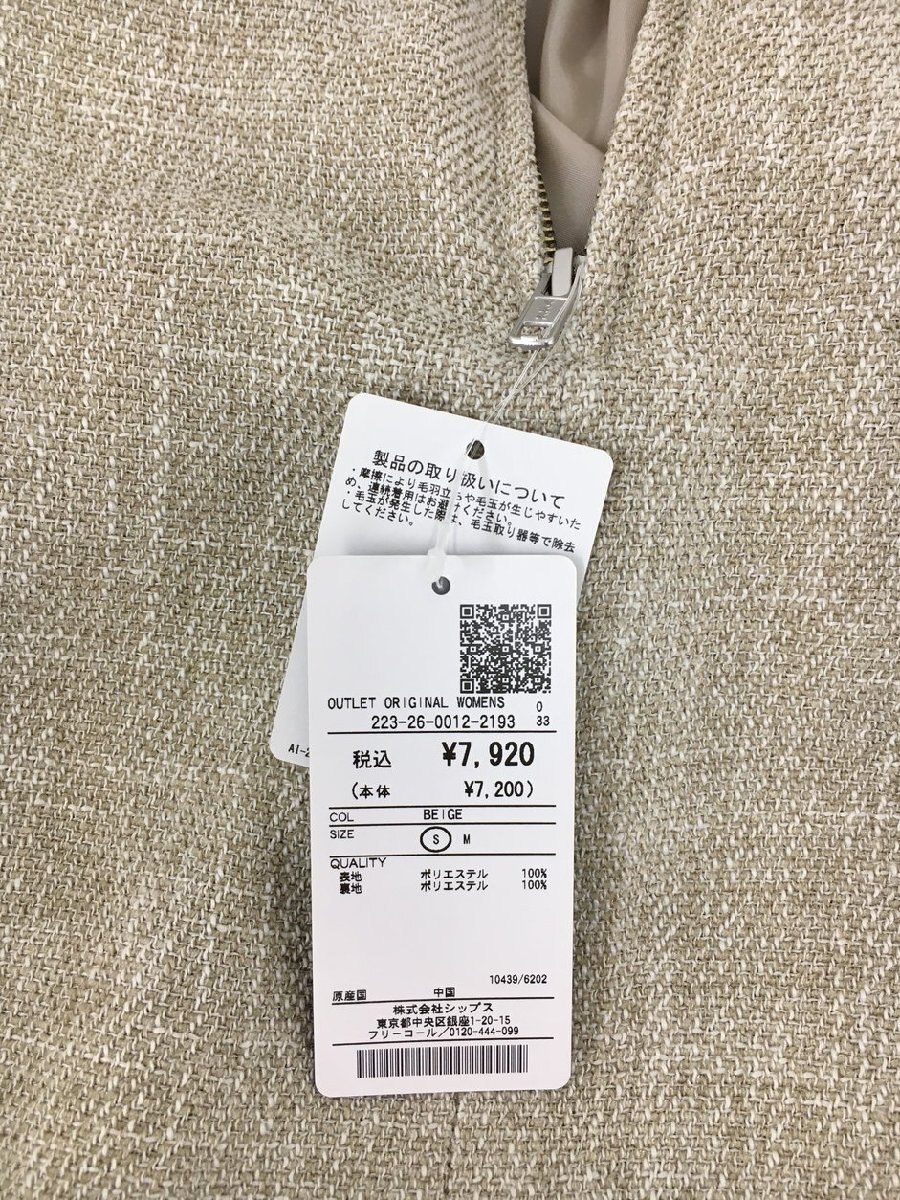 製品の取り扱いについて
・摩擦により毛羽立ちや毛玉が生じやすいた
め、連続着用はお避けください。
・毛玉が発生した際は、毛玉取り器等で除去
してください。
OUTLET ORIGINAL WOMENS 0
223-26-0012-2193 33
税込 ¥7,920
(本体 ¥7,200)
COL BEIGE
SIZE S M
QUALITY
表地 ポリエステル 100%
裏地 ポリエステル 100%
10439/6202
原産国 中国
株式会社シップス
東京都中央区銀座1-20-15
フリーコール/0120-444-099